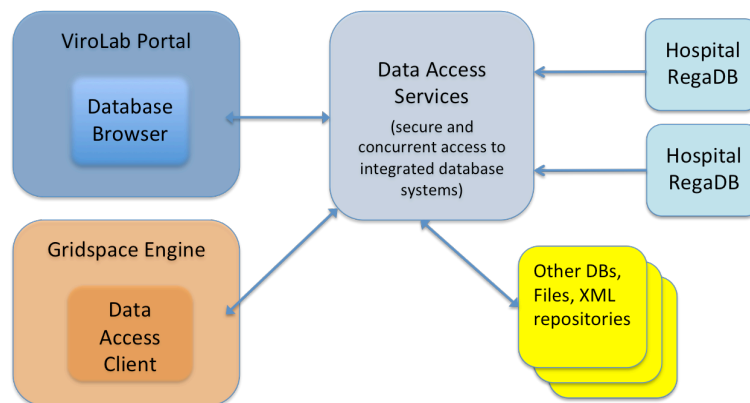 ViroLab Portal
Database
Browser
Data Access
Services
(secure and
concurrent access to
integrated database
systems)
Hospital
RegaDB
Hospital
RegaDB
Gridspace Engine
Data
Access
Client
Other DBs,
Files, XML
repositories